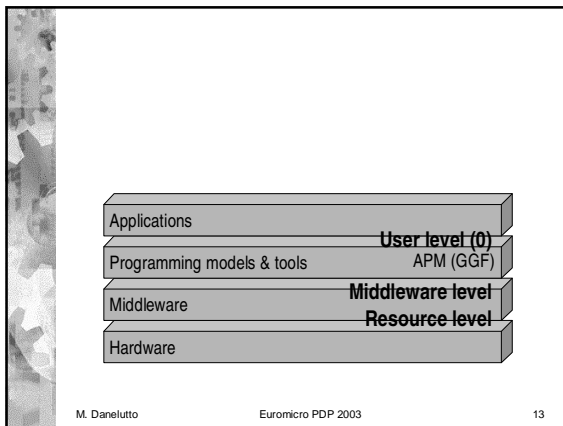 Applications
User level (0)
Programming models & tools APM (GGF)
Middleware level
Middleware
Resource level
Hardware
M. Danelutto Euromicro PDP 2003 13